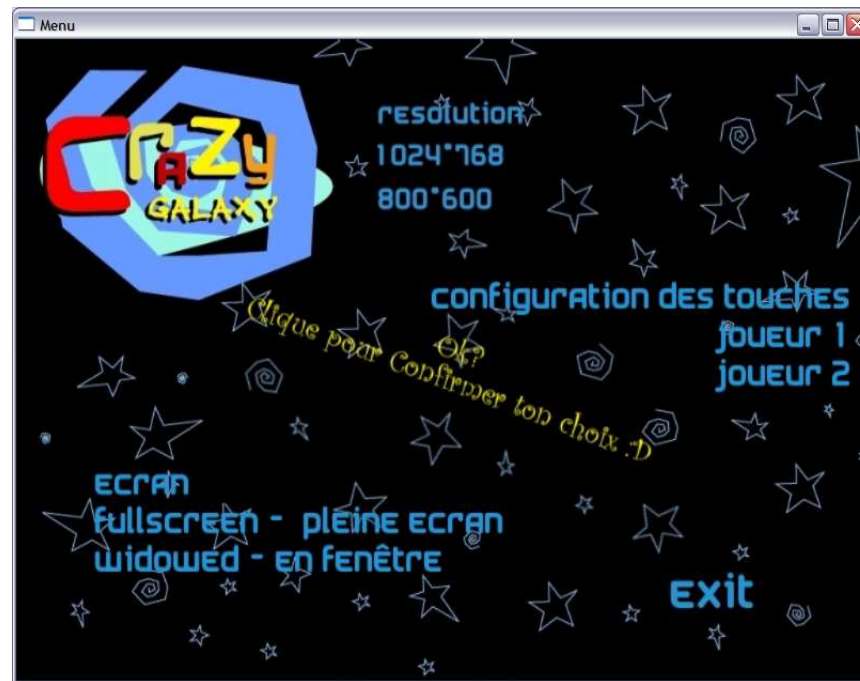 Menu
CRAZY
GALAXY
resolution
1024*768
800*600
configuration des touches
joueur 1
joueur 2
Ok?
Clique pour Confirmer ton choix :D
ECRAN
fullscreen - pleine ecran
widowed - en fenêtre
Exit